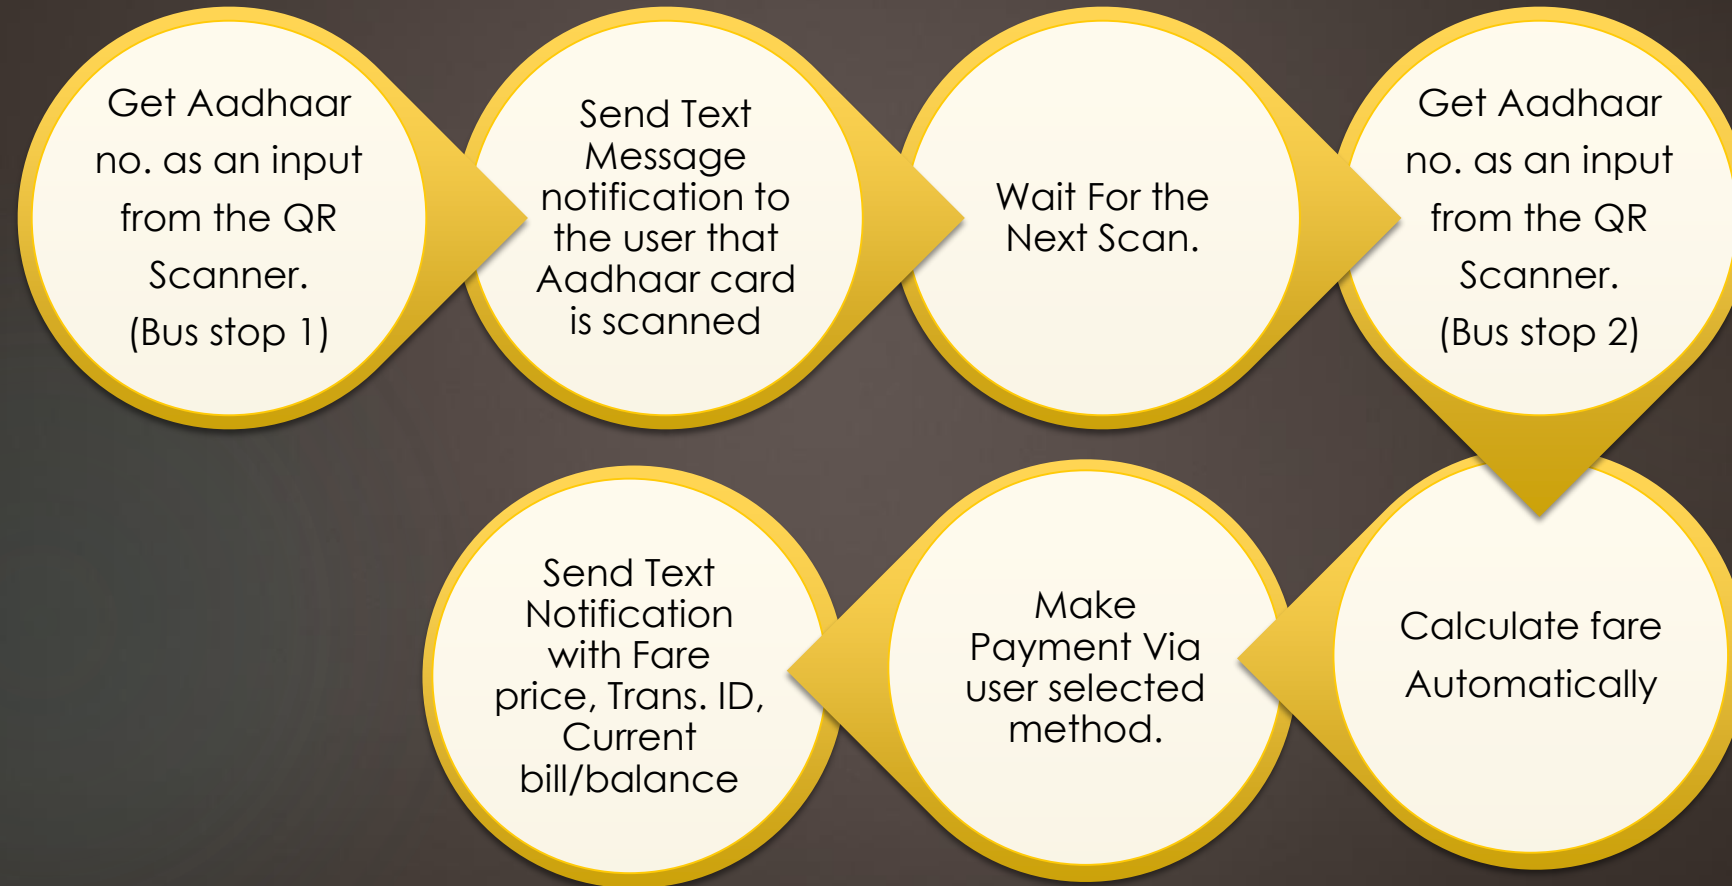 Get Aadhaar
no. as an input
from the QR
Scanner.
(Bus stop 1)
Send Text
Message
notification to
the user that
Aadhaar card
is scanned
Wait For the
Next Scan.
Get Aadhaar
no. as an input
from the QR
Scanner.
(Bus stop 2)
Calculate fare
Automatically
Make
Payment Via
user selected
method.
Send Text
Notification
with Fare
price, Trans. ID,
Current
bill/balance